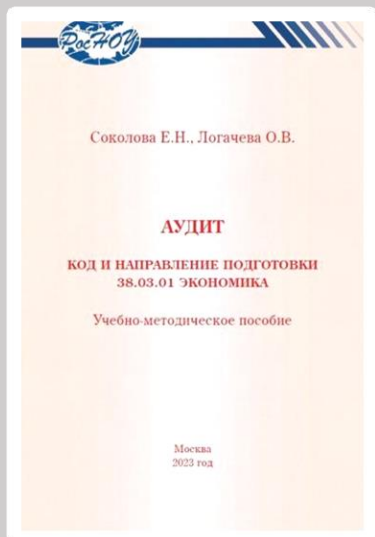 РосНОУ
Соколова Е.Н., Логачева О.В.
АУДИТ
КОД И НАПРАВЛЕНИЕ ПОДГОТОВКИ
38.03.01 ЭКОНОМИКА
Учебно-методическое пособие
Москва
2023 год